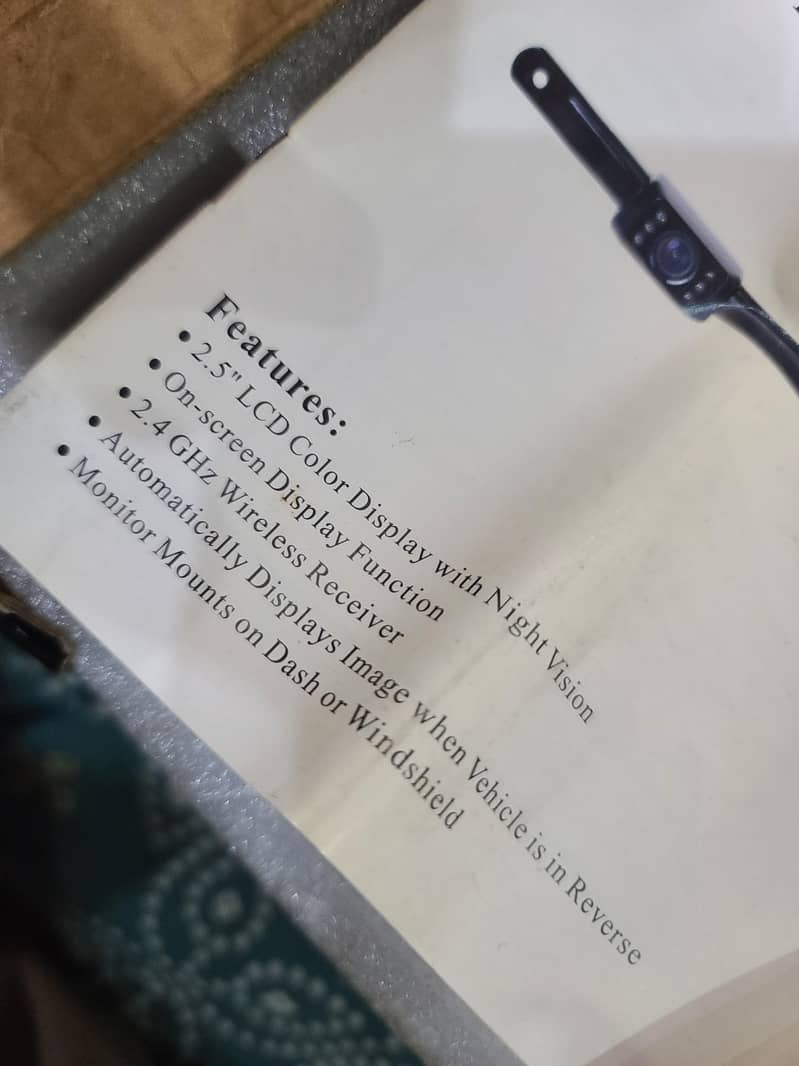 Features:
• 2.5" LCD Color Display with Night Vision
• On-screen Display Function
• 2.4 GHz Wireless Receiver
• Automatically Displays Image when Vehicle is in Reverse
• Monitor Mounts on Dash or Windshield